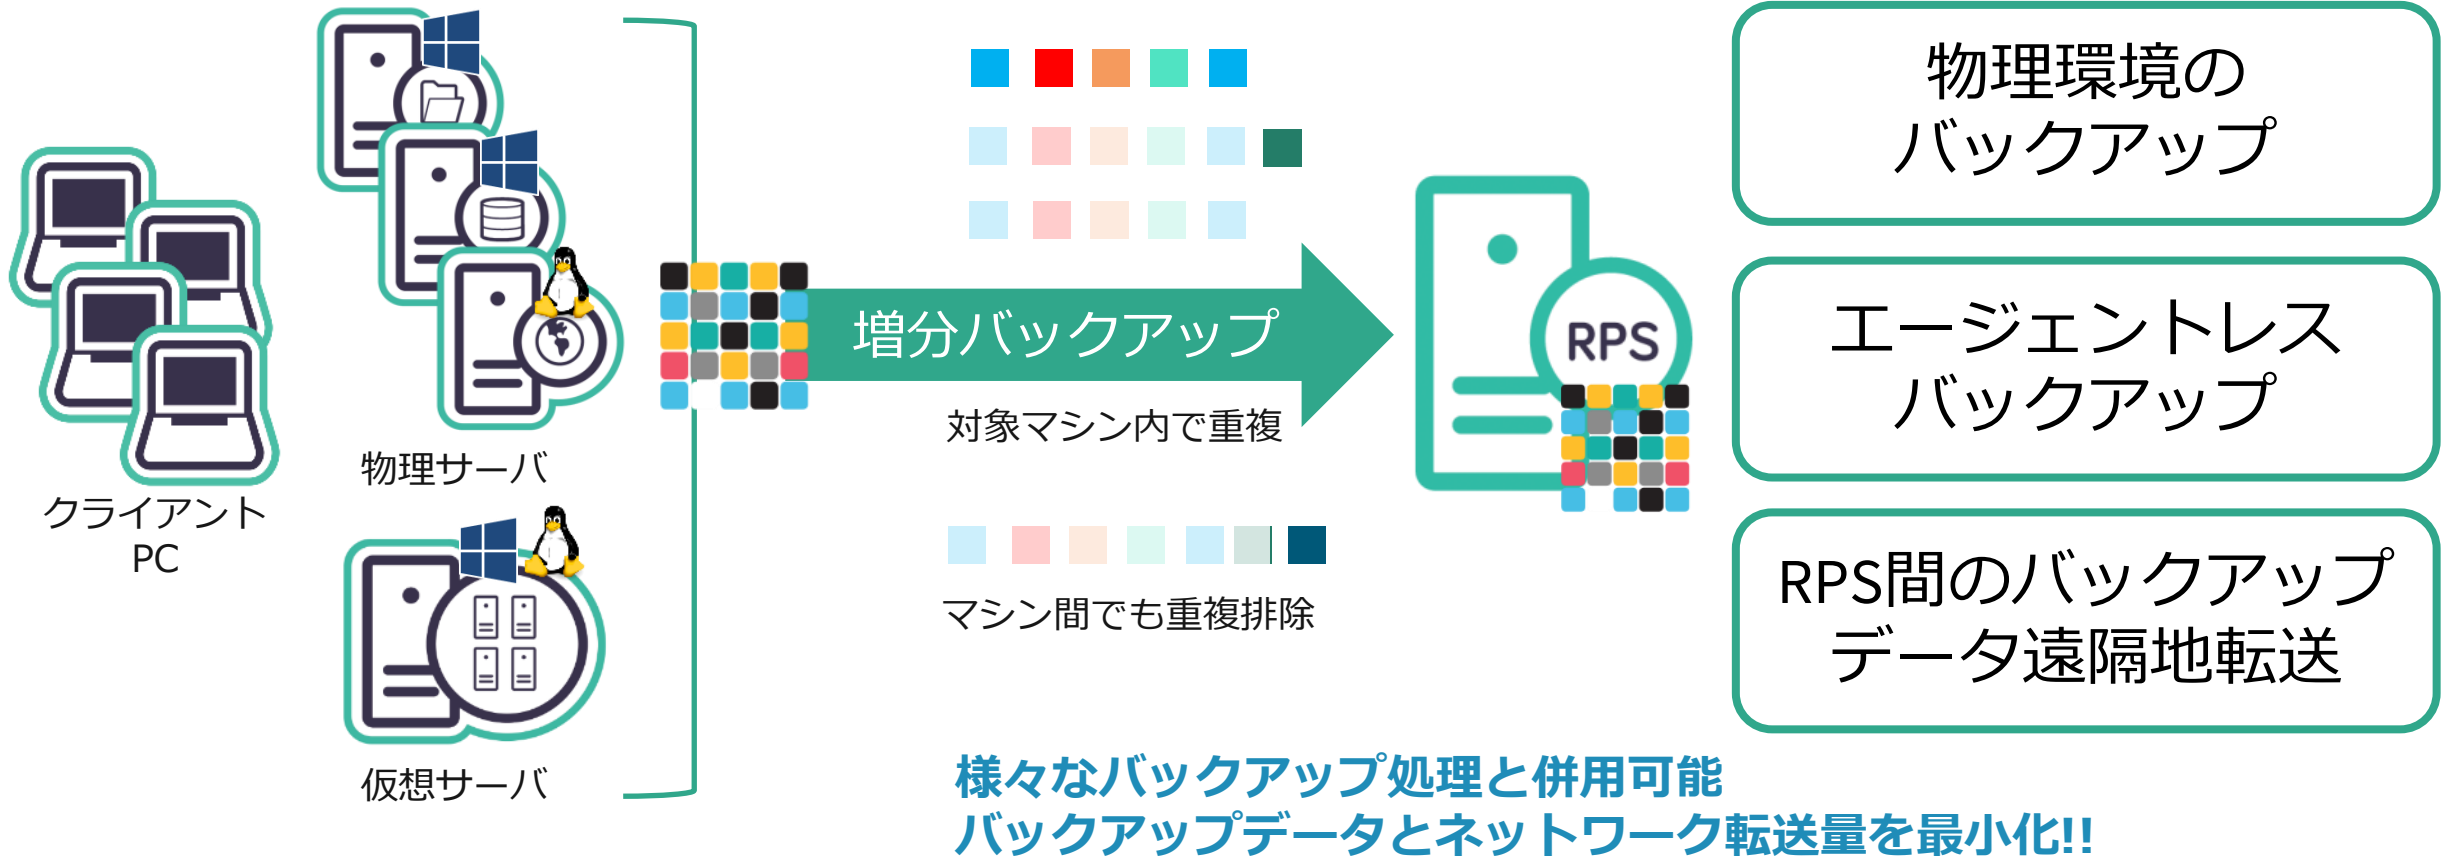 クライアント
PC
物理サーバ
仮想サーバ
増分バックアップ
対象マシン内で重複
マシン間でも重複排除
RPS
物理環境の
バックアップ
エージェントレス
バックアップ
RPS間のバックアップ
データ遠隔地転送
様々なバックアップ処理と併用可能
バックアップデータとネットワーク転送量を最小化!!